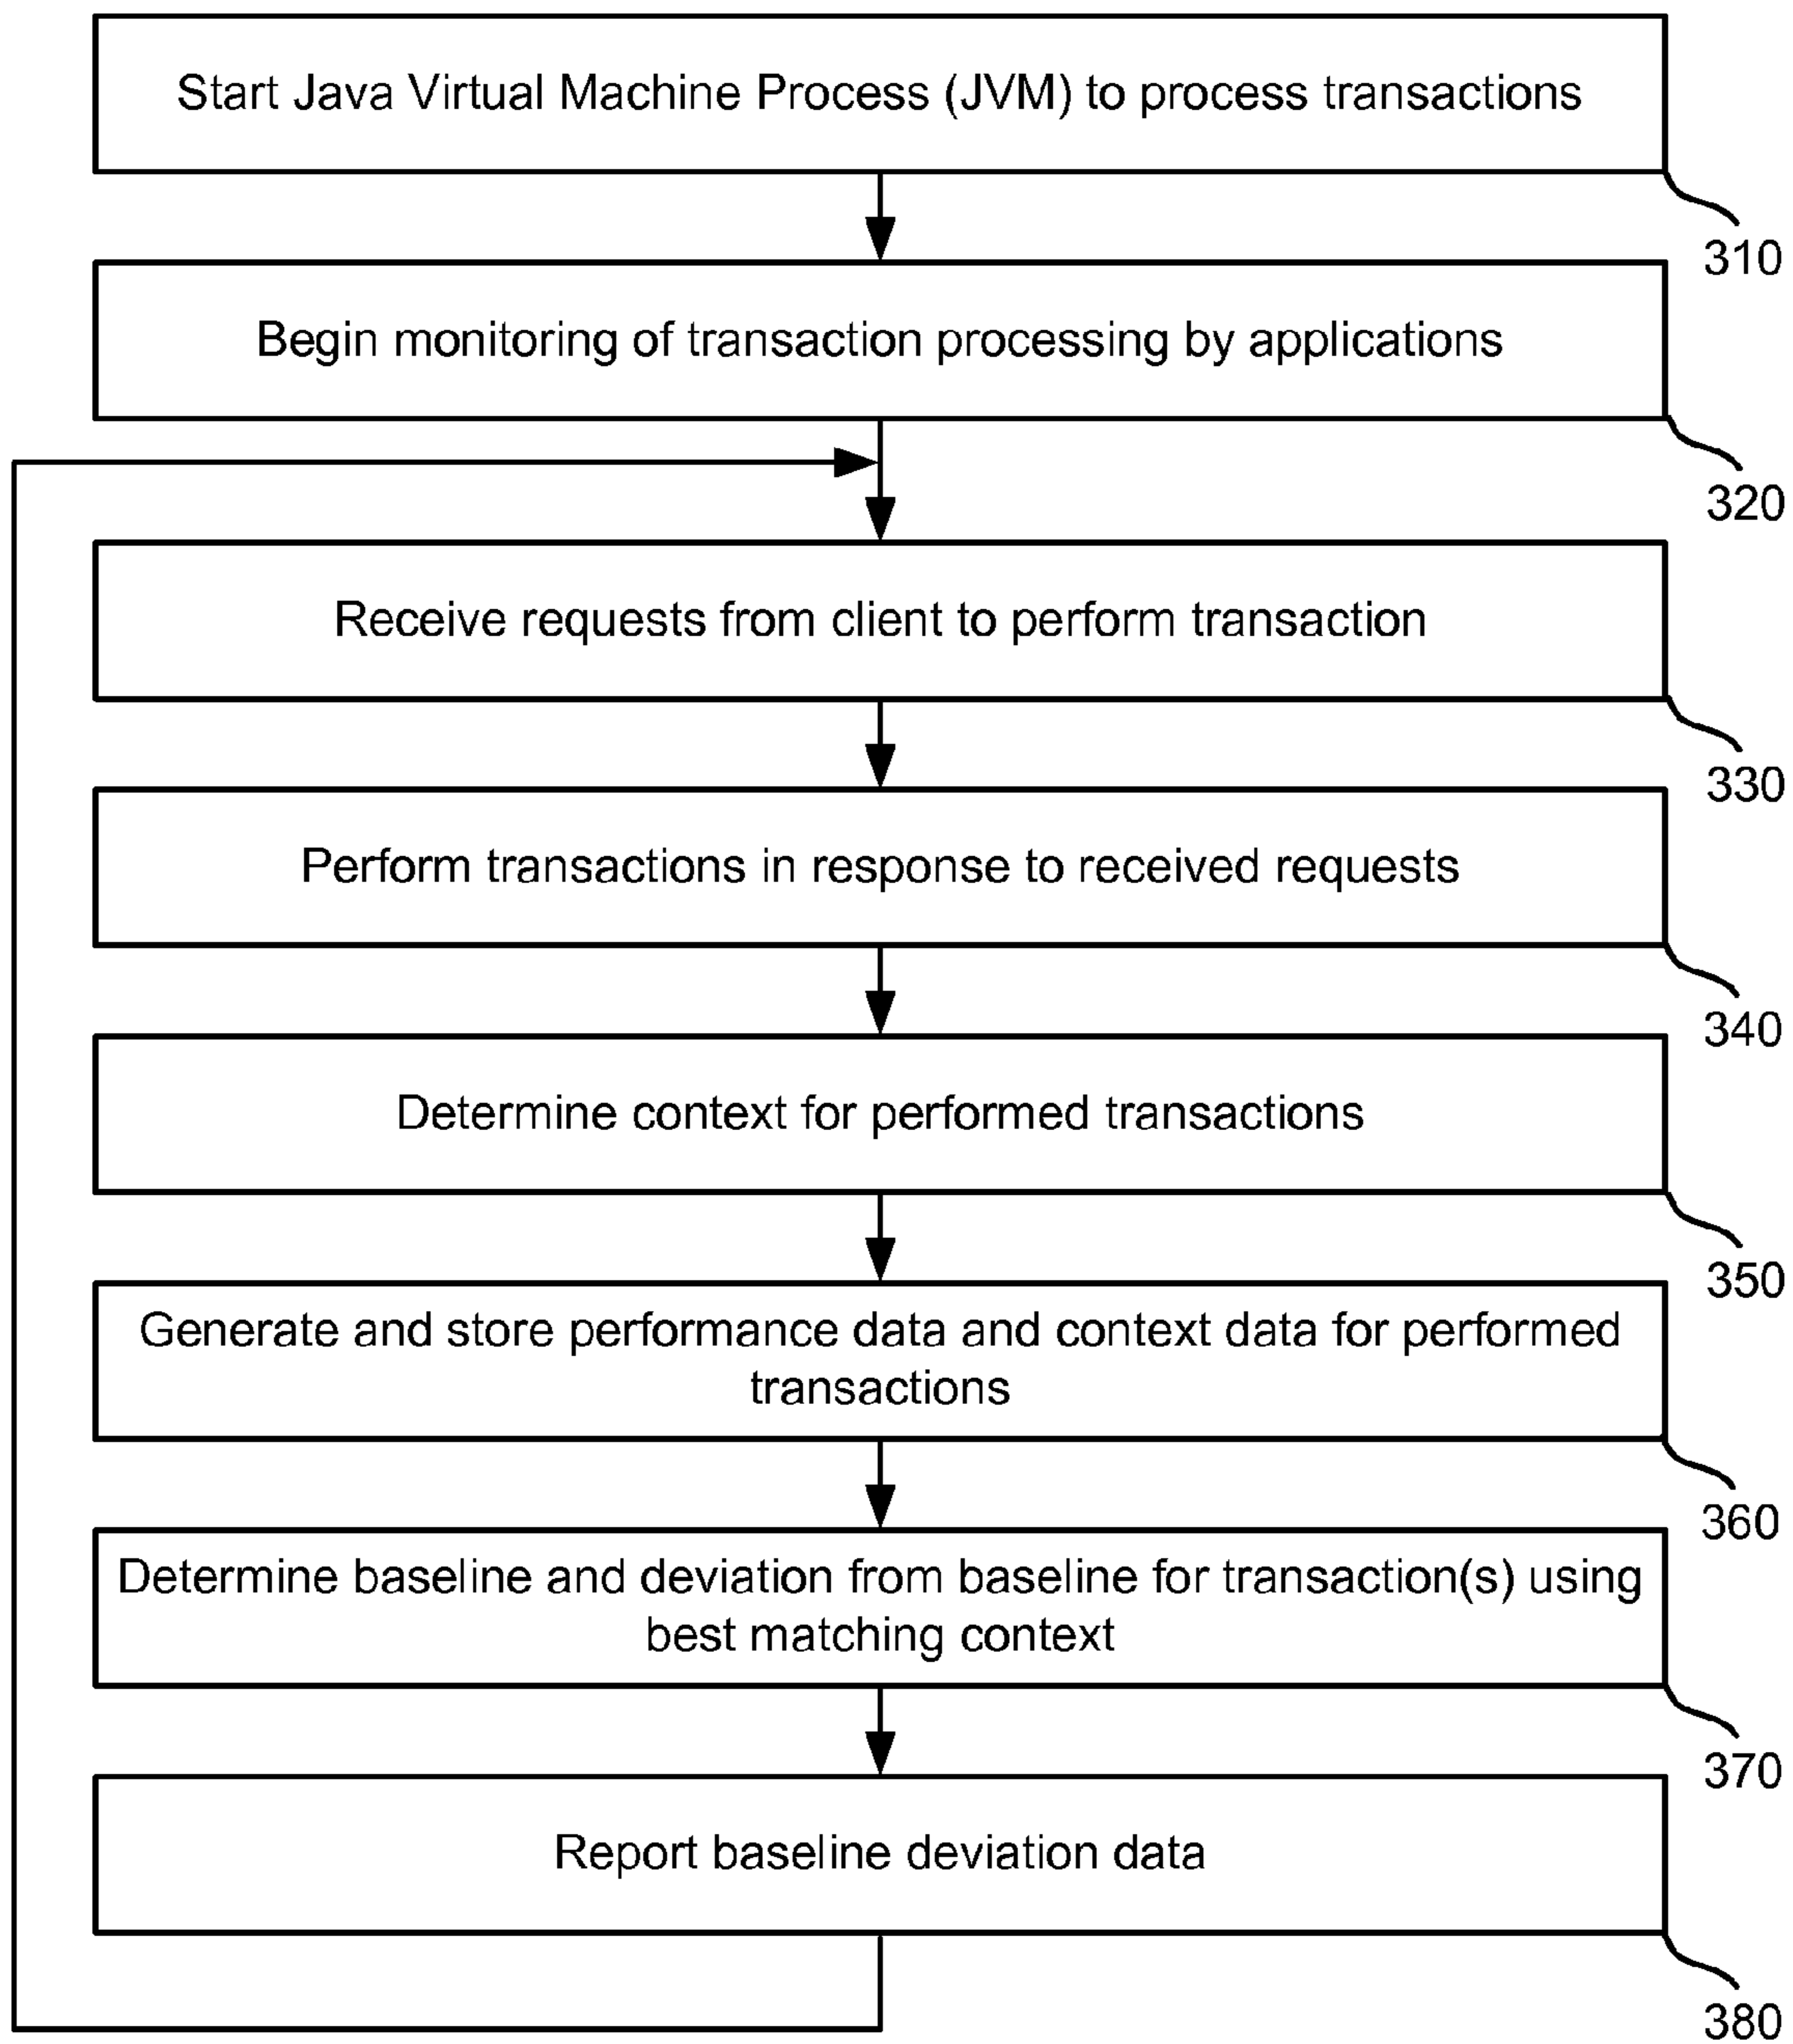 Start Java Virtual Machine Process (JVM) to process transactions
310
Begin monitoring of transaction processing by applications
320
Receive requests from client to perform transaction
330
Perform transactions in response to received requests
340
Determine context for performed transactions
350
Generate and store performance data and context data for performed
transactions
360
Determine baseline and deviation from baseline for transaction(s) using
best matching context
370
Report baseline deviation data
380